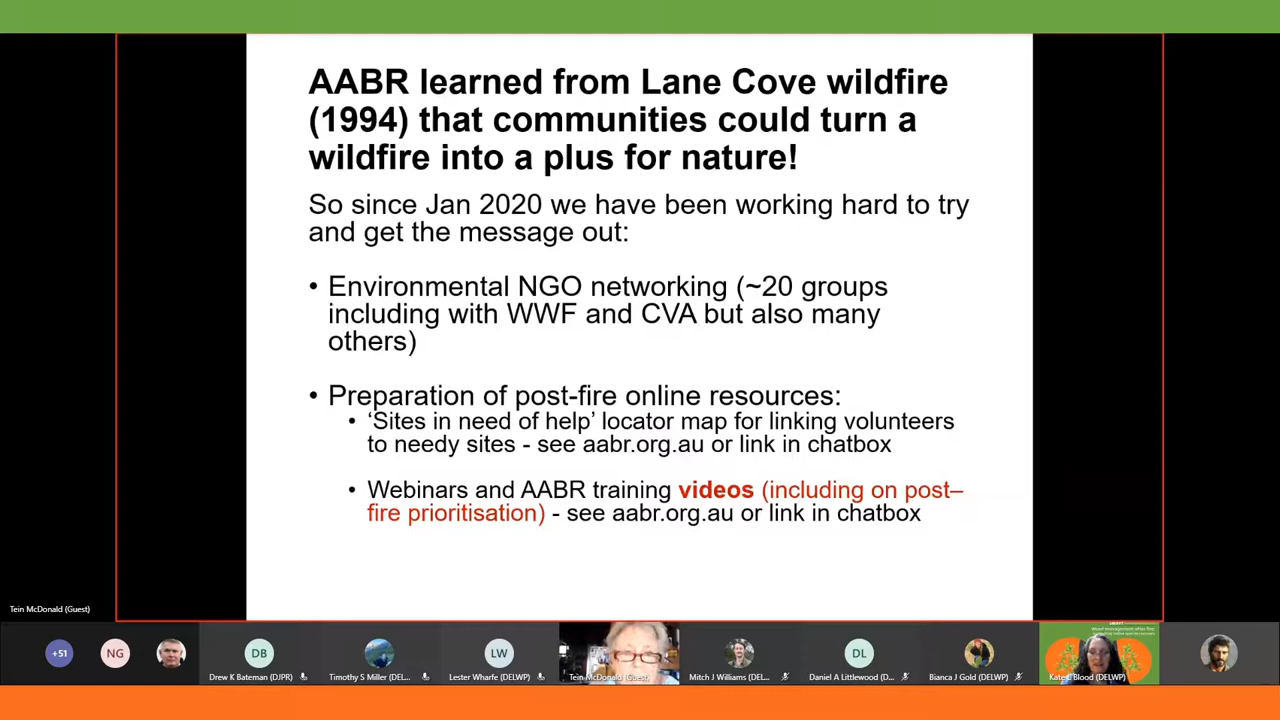 AABR learned from Lane Cove wildfire
(1994) that communities could turn a
wildfire into a plus for nature!
So since Jan 2020 we have been working hard to try
and get the message out:
• Environmental NGO networking (~20 groups
including with WWF and CVA but also many
others)
• Preparation of post-fire online resources:
• ‘Sites in need of help’ locator map for linking volunteers
to needy sites - see aabr.org.au or link in chatbox
• Webinars and AABR training videos (including on post–
fire prioritisation) - see aabr.org.au or link in chatbox
Tein McDonald (Guest)
+51
NG
DB
LW
DL
Drew K Bateman (DJPR)
Timothy S Miller (DEL...
Lester Wharfe (DELWP)
Tein McDonald (Guest)
Mitch J Williams (DEL...
Daniel A Littlewood (D...
Bianca J Gold (DELWP)